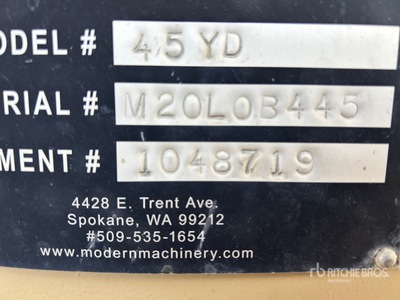 ODEL # 45 YD
RIAL # M20L0B445
MENT # 1048719
4428 E. Trent Ave.
Spokane, WA 99212
#509-535-1654
www.modernmachinery.com
rb RITCHIE BROS.